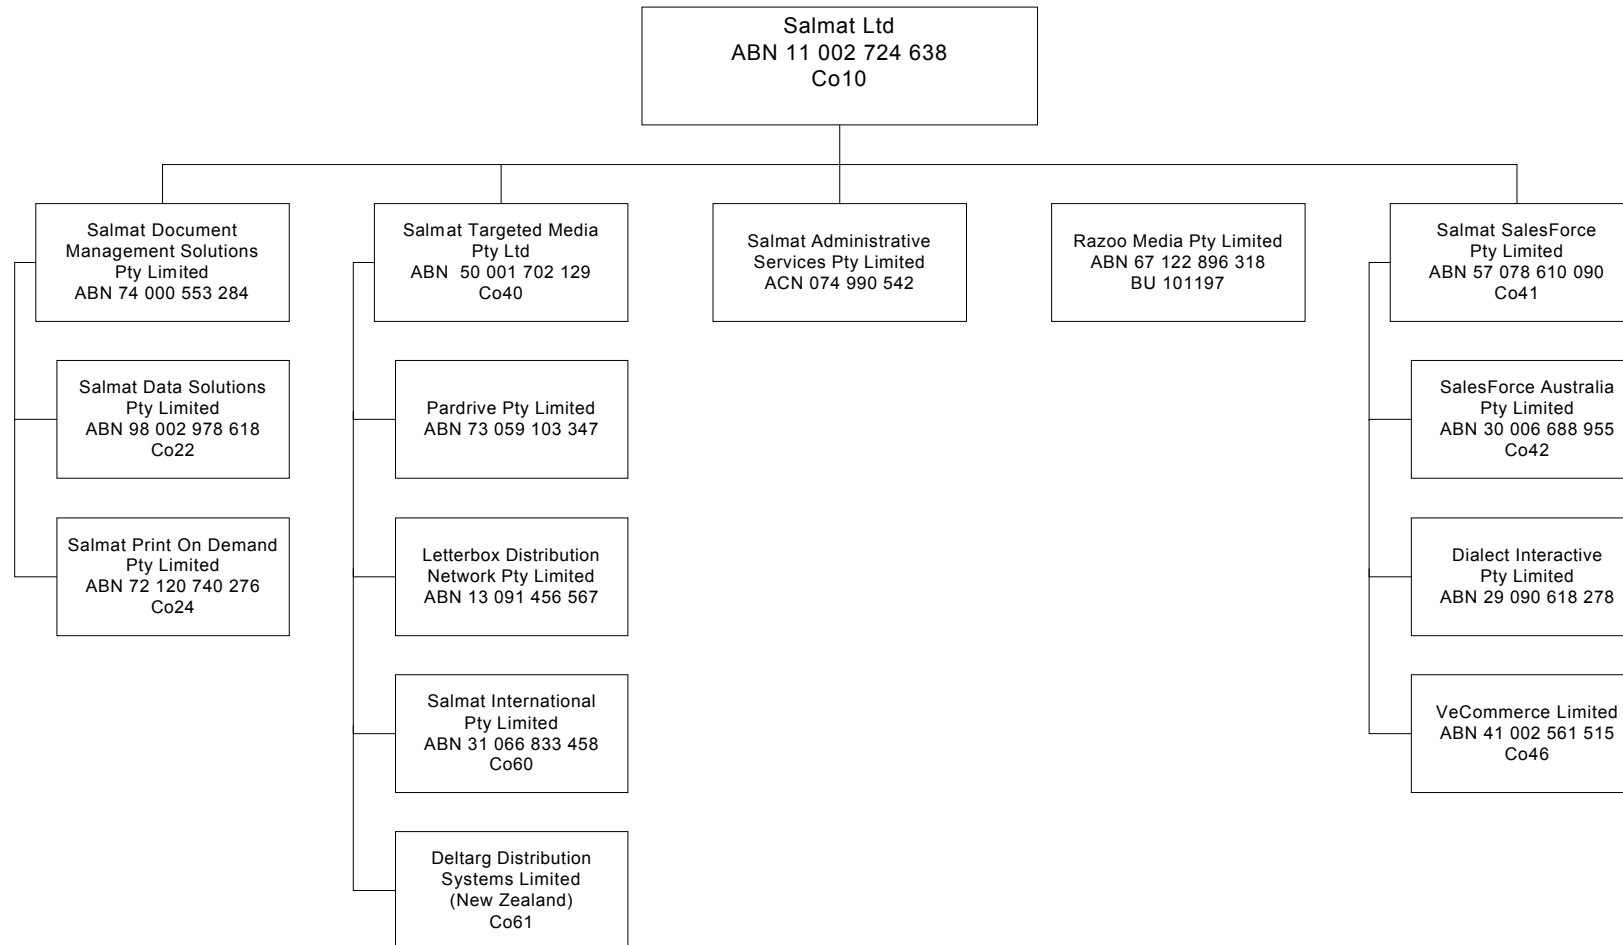 Salmat Ltd
ABN 11 002 724 638
Co10
Salmat Document
Management Solutions
Pty Limited
ABN 74 000 553 284
Salmat Targeted Media
Pty Ltd
ABN 50 001 702 129
Co40
Salmat Administrative
Services Pty Limited
ACN 074 990 542
Razoo Media Pty Limited
ABN 67 122 896 318
BU 101197
Salmat SalesForce
Pty Limited
ABN 57 078 610 090
Co41
Salmat Data Solutions
Pty Limited
ABN 98 002 978 618
Co22
Pardrive Pty Limited
ABN 73 059 103 347
SalesForce Australia
Pty Limited
ABN 30 006 688 955
Co42
Salmat Print On Demand
Pty Limited
ABN 72 120 740 276
Co24
Letterbox Distribution
Network Pty Limited
ABN 13 091 456 567
Dialect Interactive
Pty Limited
ABN 29 090 618 278
Salmat International
Pty Limited
ABN 31 066 833 458
Co60
VeCommerce Limited
ABN 41 002 561 515
Co46
Deltarg Distribution
Systems Limited
(New Zealand)
Co61